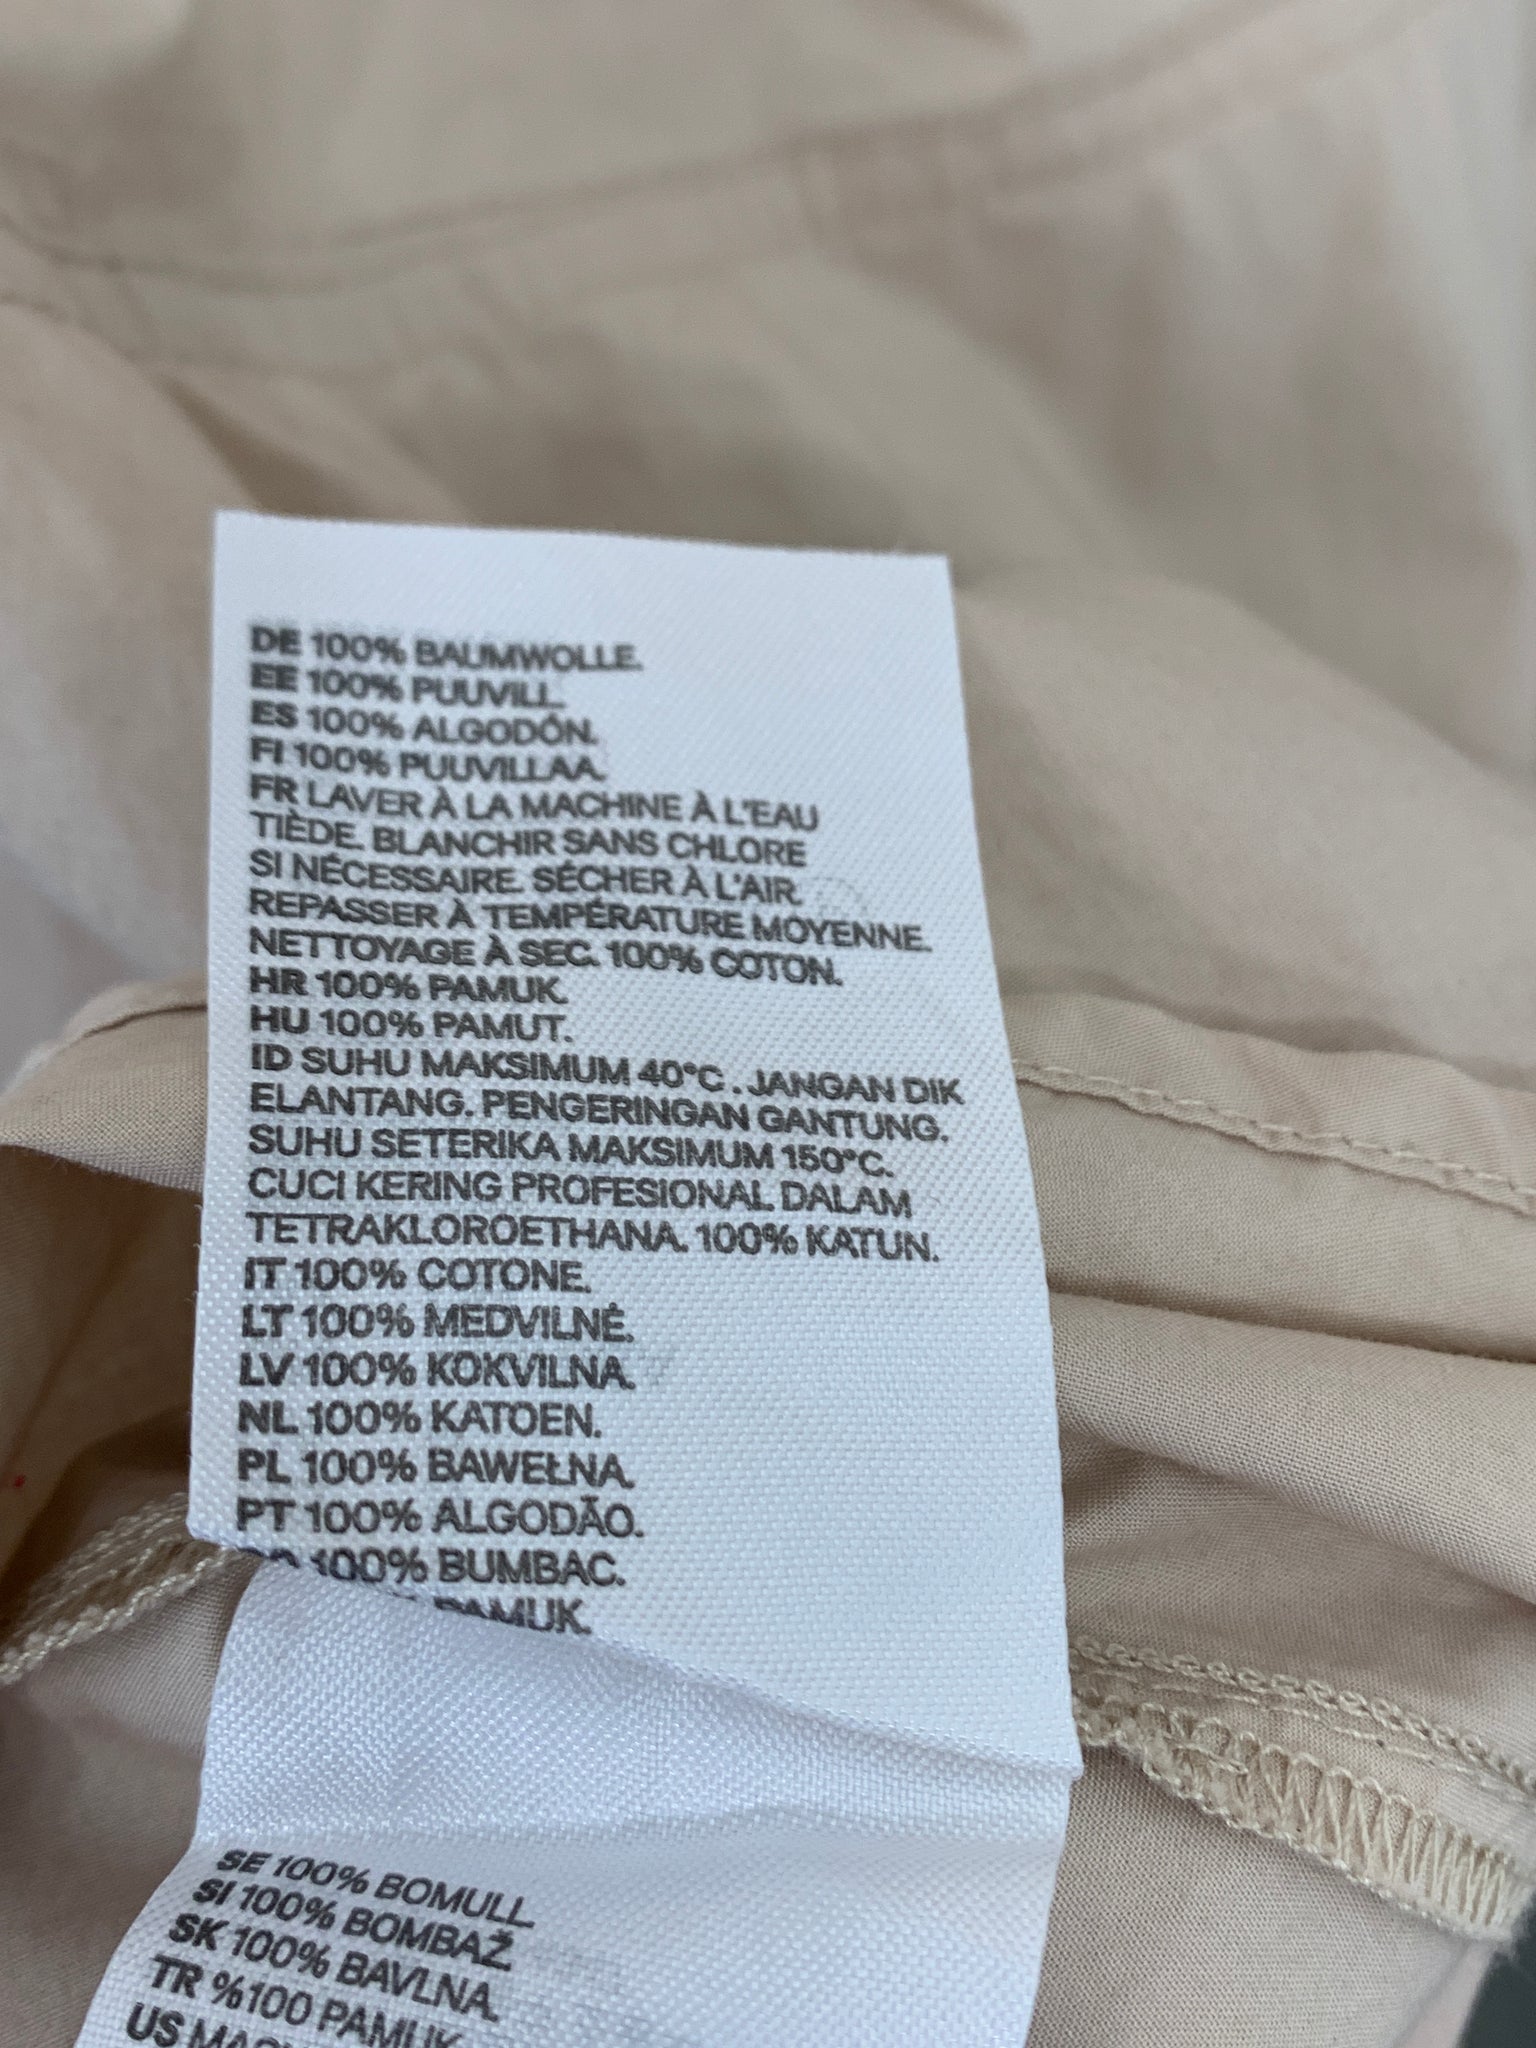 DE 100% BAUMWOLLE.
EE 100% PUUVILL.
ES 100% ALGODÓN.
FI 100% PUUVILLAA.
FR LAVER À LA MACHINE À L'EAU
TIÈDE. BLANCHIR SANS CHLORE
SI NÉCESSAIRE. SÉCHER À L'AIR.
REPASSER À TEMPÉRATURE MOYENNE.
NETTOYAGE À SEC. 100% COTON.
HR 100% PAMUK.
HU 100% PAMUT.
ID SUHU MAKSIMUM 40°C . JANGAN DIK
ELANTANG. PENGERINGAN GANTUNG.
SUHU SETERIKA MAKSIMUM 150°C.
CUCI KERING PROFESIONAL DALAM
TETRAKLOROETHANA. 100% KATUN.
IT 100% COTONE.
LT 100% MEDVILNĖ.
LV 100% KOKVILNA.
NL 100% KATOEN.
PL 100% BAWEŁNA.
PT 100% ALGODÃO.
100% BUMBAC.
PAMUK.
SE 100% BOMULL.
SI 100% BOMBAŽ.
SK 100% BAVLNA.
TR %100 PAMUK
US